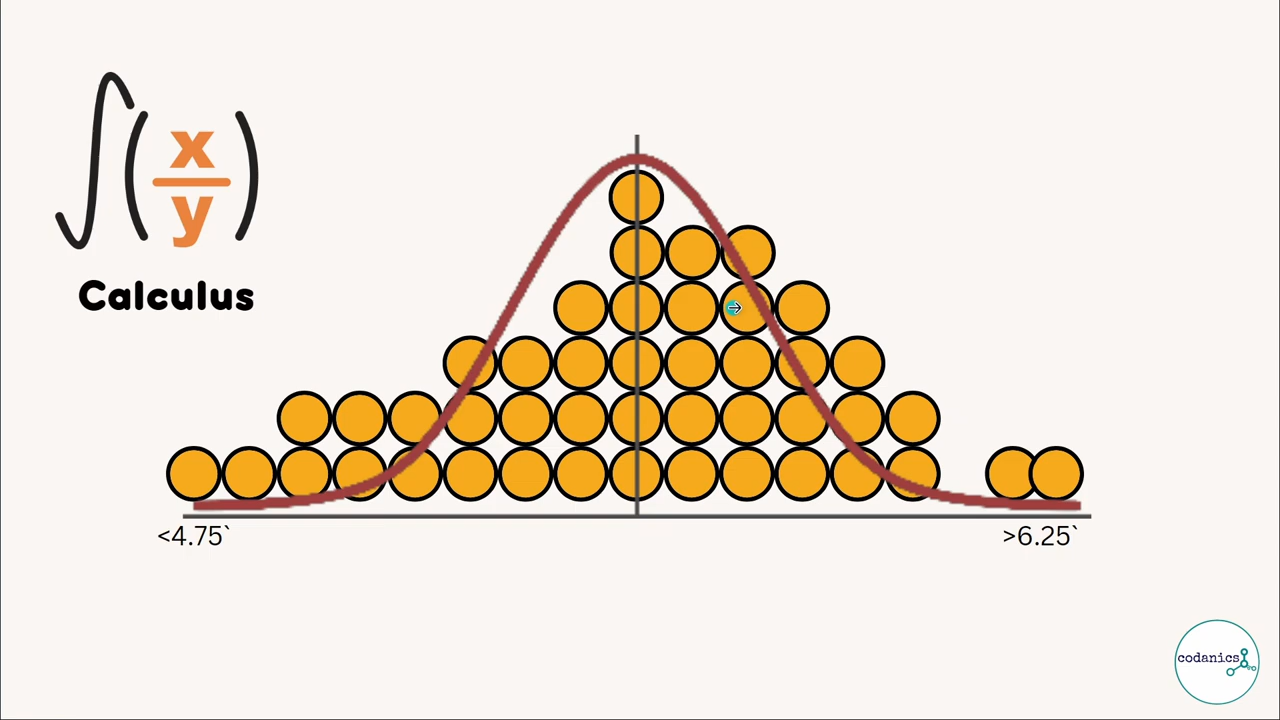 ∫(x/y)
Calculus
<4.75`
>6.25`
codanics